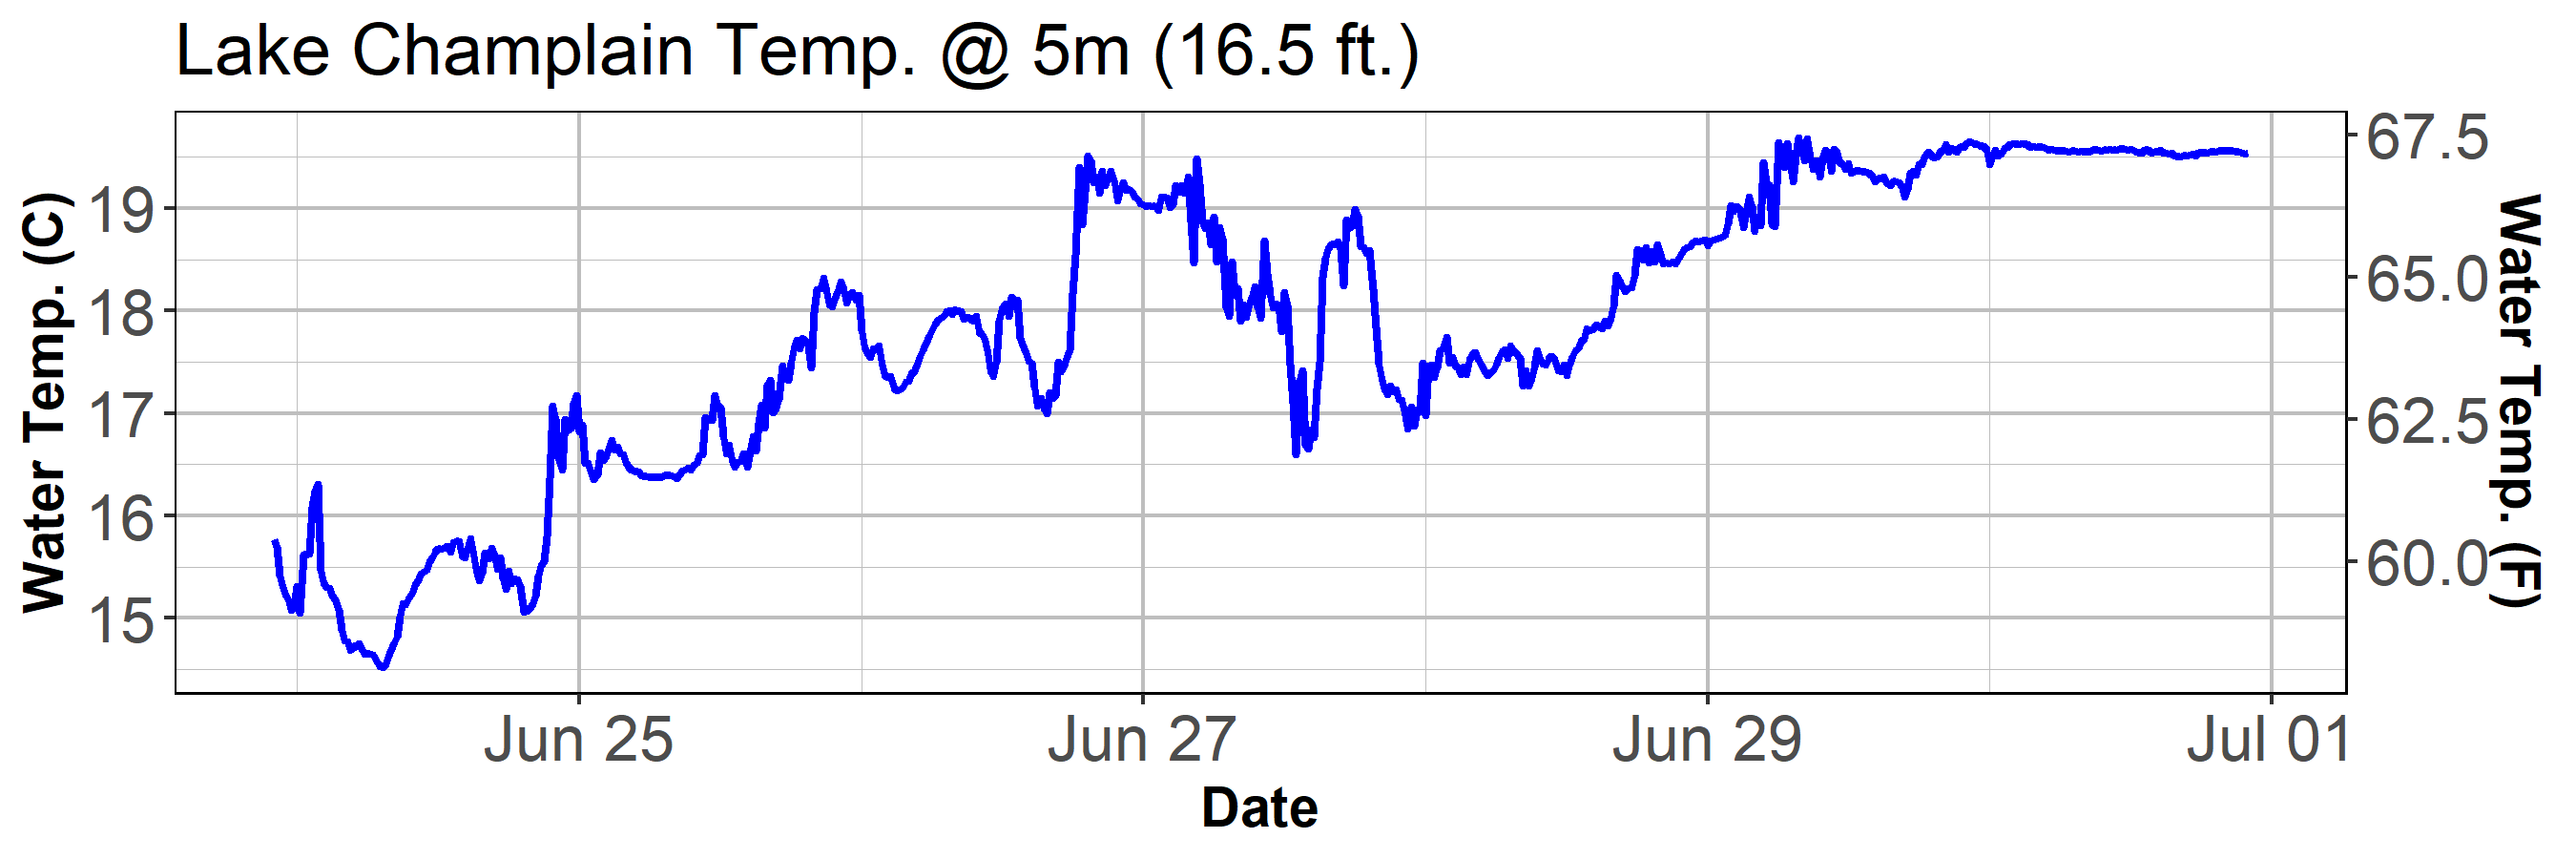 Lake Champlain Temp. @ 5m (16.5 ft.)
Water Temp. (C)
19
18
17
16
15
67.5
65.0
62.5
60.0
Water Temp. (F)
Jun 25 Jun 27 Jun 29 Jul 01
Date